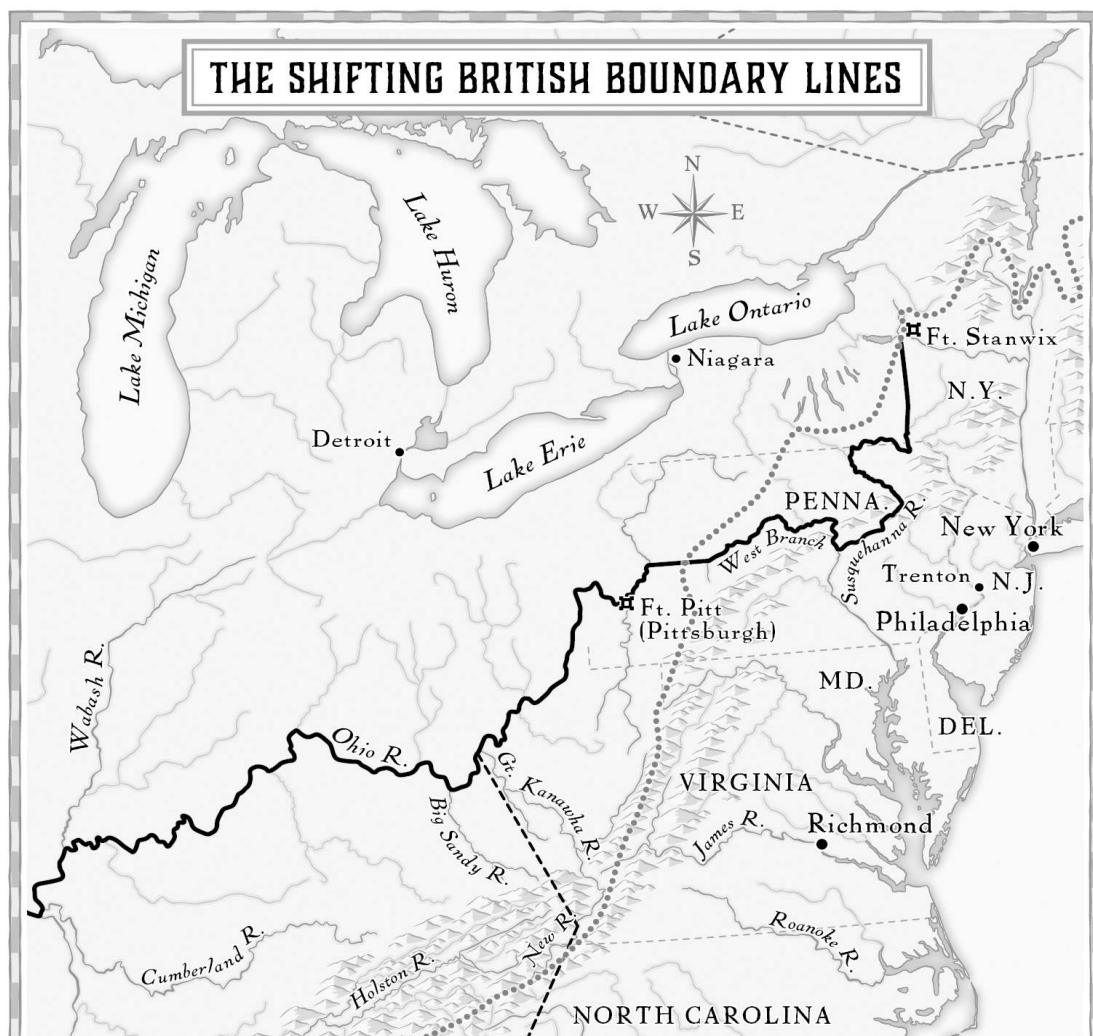 THE SHIFTING BRITISH BOUNDARY LINES
N
W
E
S
Lake Michigan
Lake Huron
Lake Ontario
Ft. Stanwix
Niagara
N.Y.
Detroit
Lake Erie
PENNA.
West Branch
Susquehanna R.
New York
Trenton
N.J.
Philadelphia
Ft. Pitt
(Pittsburgh)
Wabash R.
MD.
DEL.
Ohio R.
Gt. Kanawha R.
VIRGINIA
Big Sandy R.
James R.
Richmond
Cumberland R.
Holston R.
New R.
Roanoke R.
NORTH CAROLINA